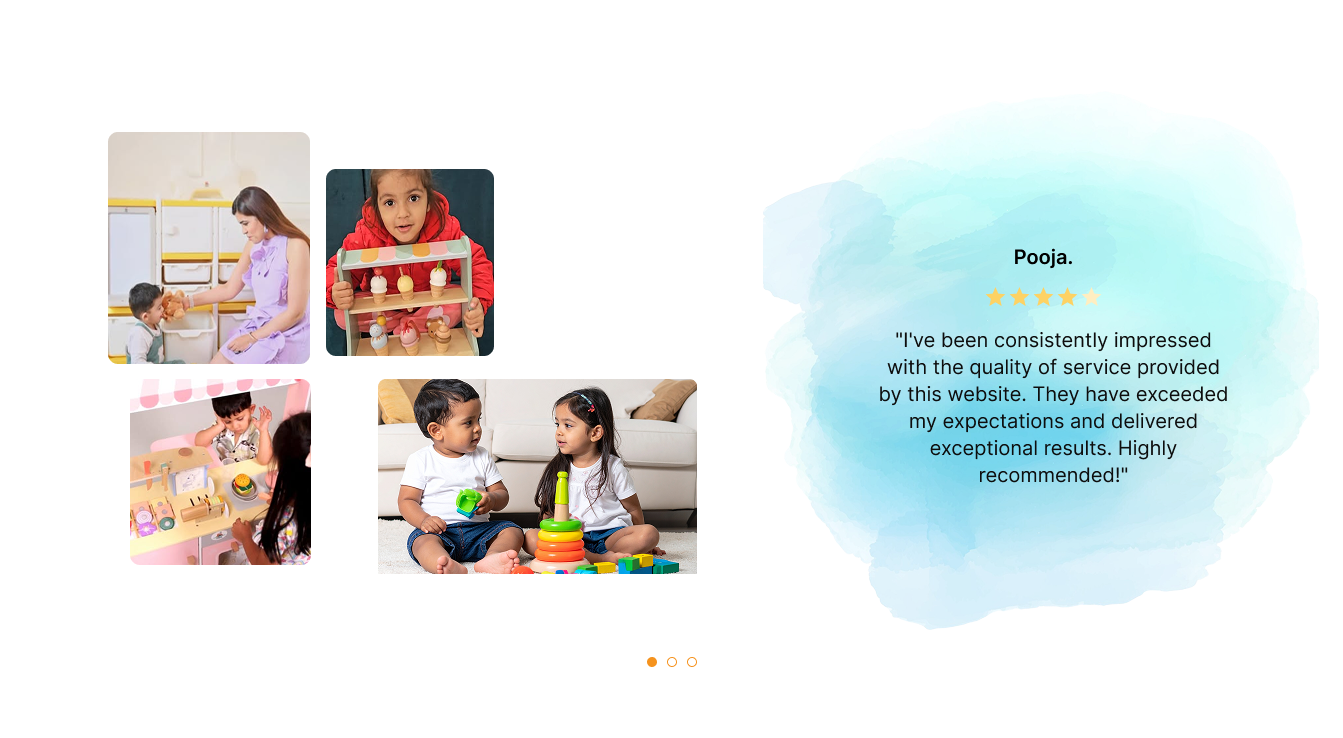 Pooja.
"I've been consistently impressed
with the quality of service provided
by this website. They have exceeded
my expectations and delivered
exceptional results. Highly
recommended!"